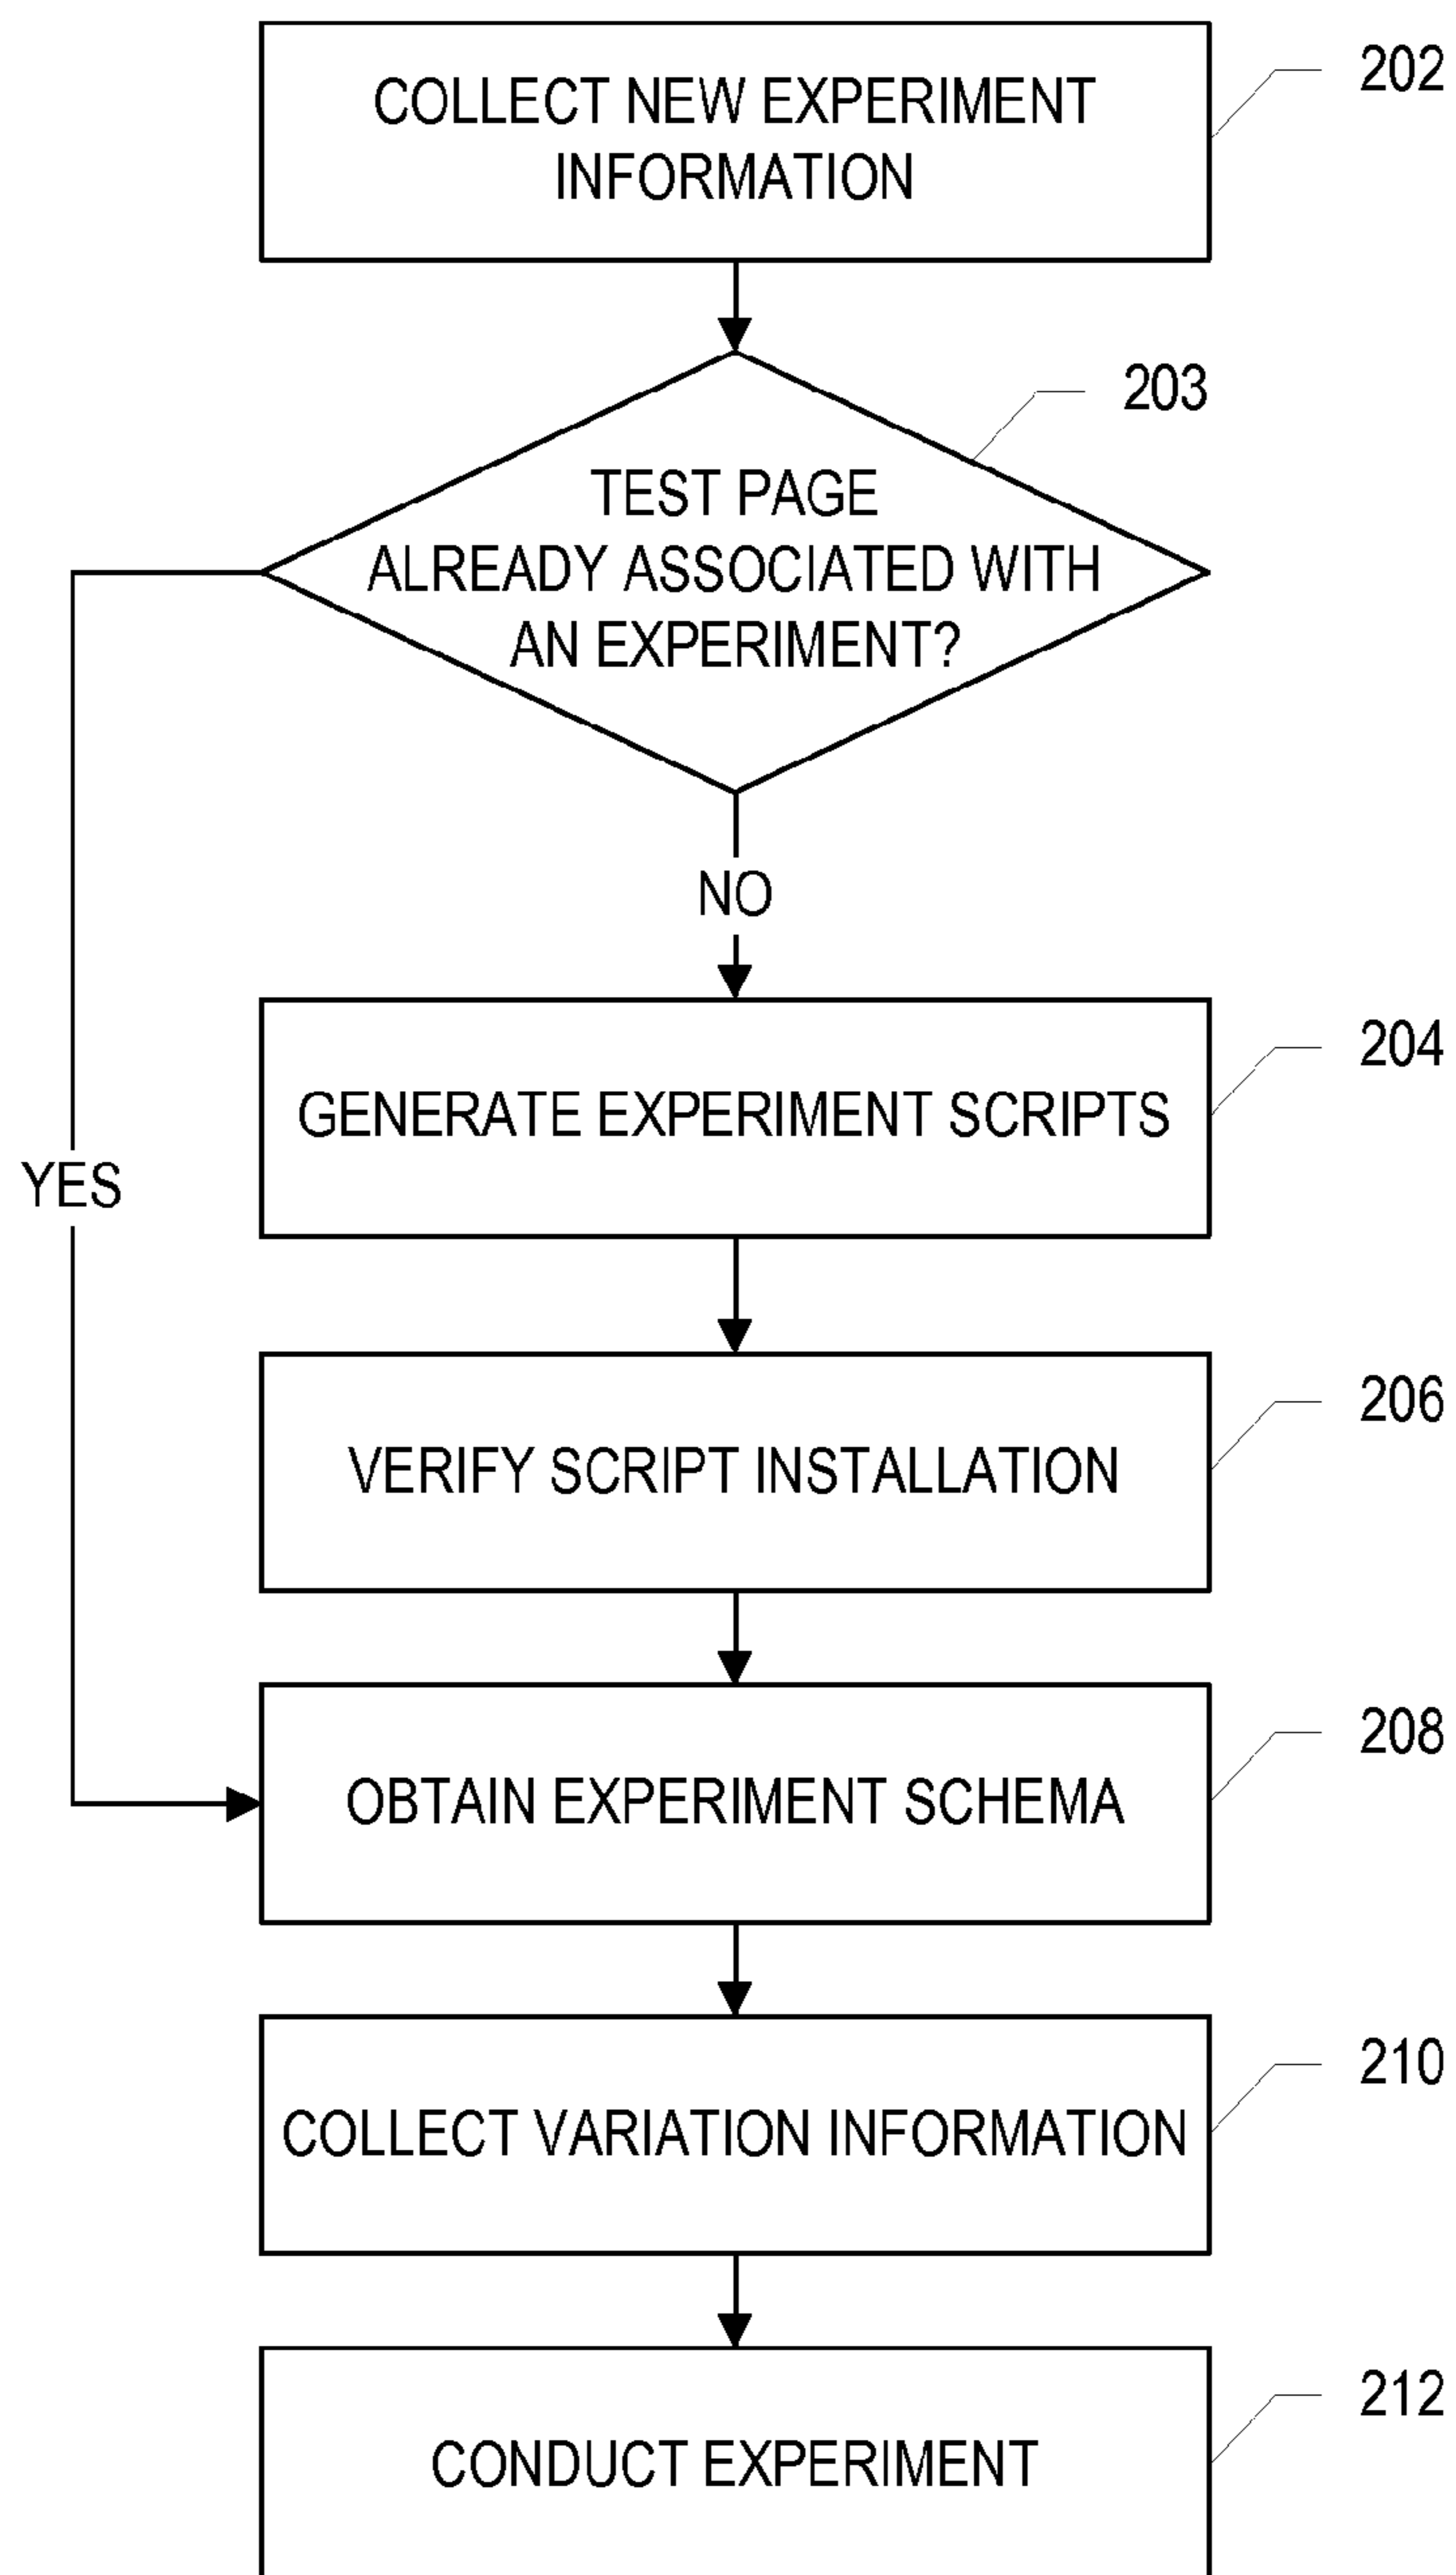 COLLECT NEW EXPERIMENT
INFORMATION
202
203
TEST PAGE
ALREADY ASSOCIATED WITH
AN EXPERIMENT?
NO
GENERATE EXPERIMENT SCRIPTS
204
YES
VERIFY SCRIPT INSTALLATION
206
OBTAIN EXPERIMENT SCHEMA
208
COLLECT VARIATION INFORMATION
210
CONDUCT EXPERIMENT
212